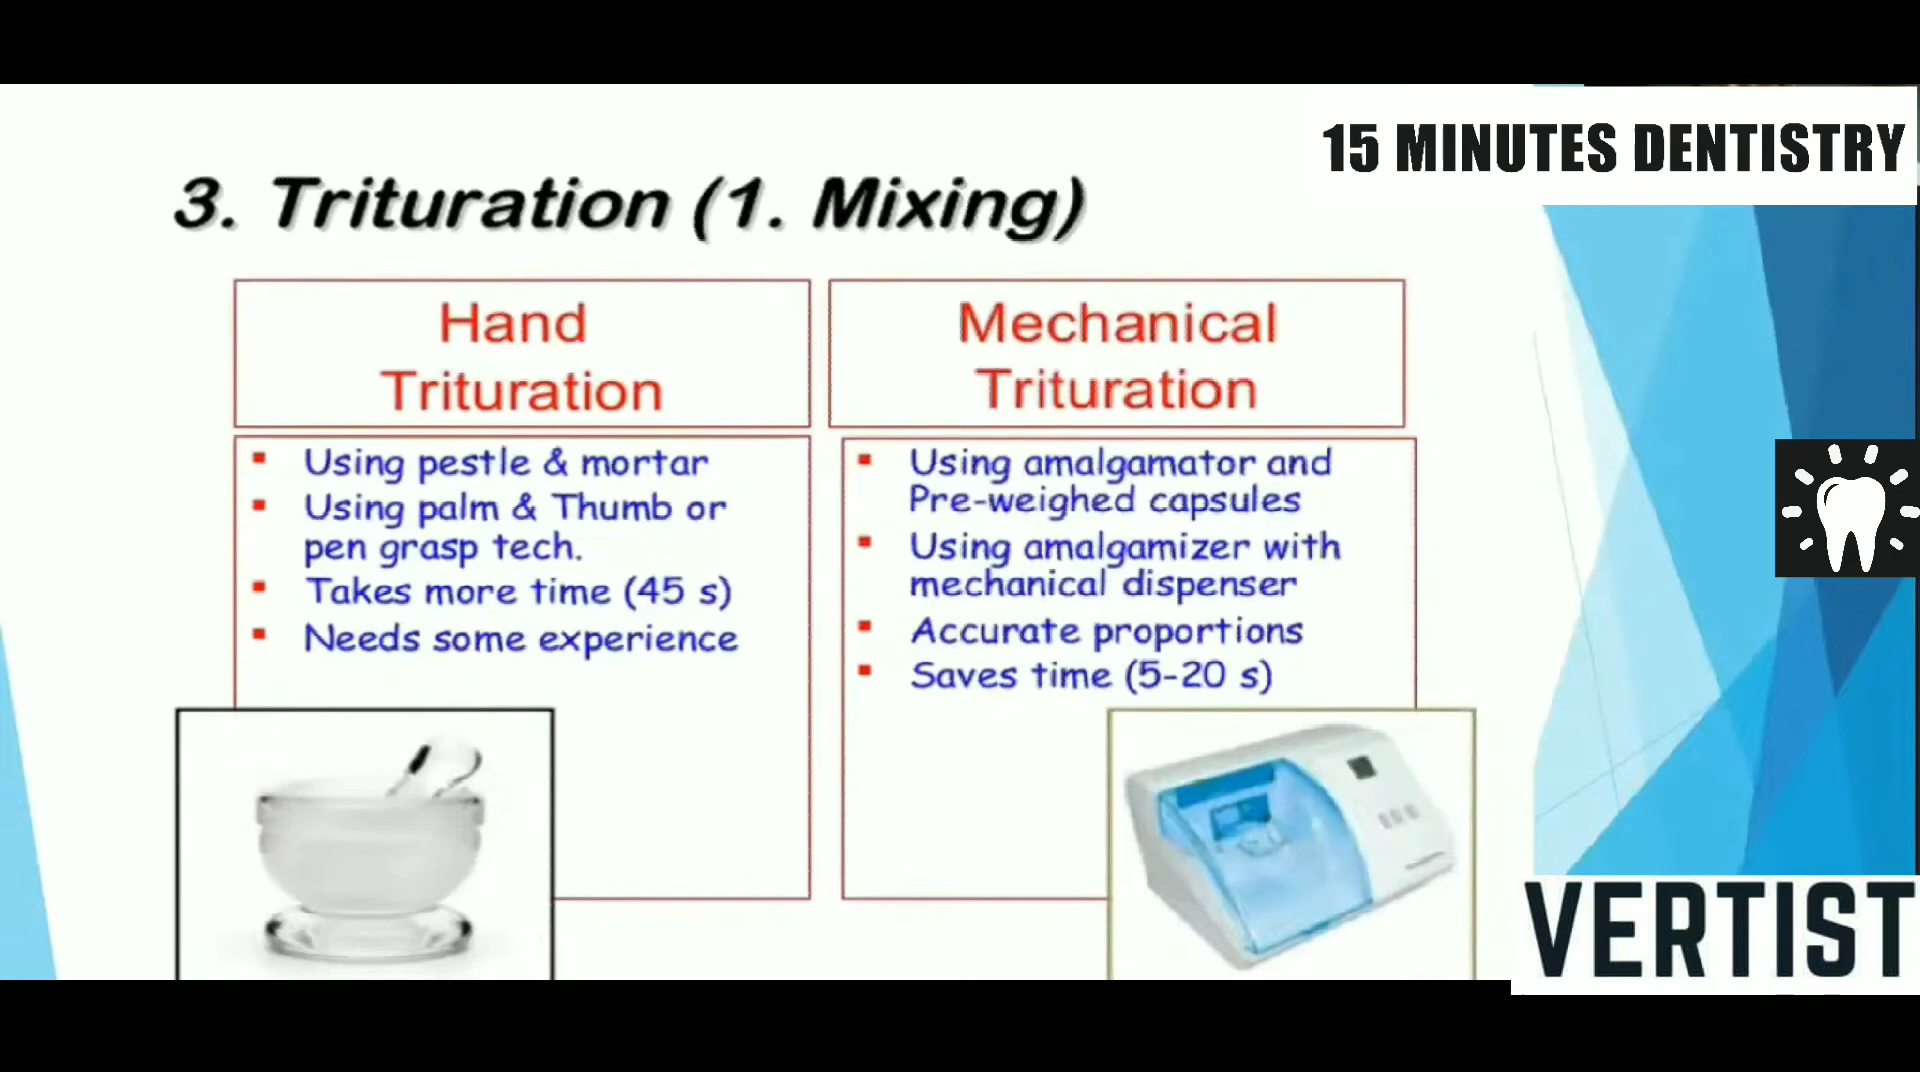 15 MINUTES DENTISTRY
3. Trituration (1. Mixing)
Hand
Trituration
Using pestle & mortar
Using palm & Thumb or
pen grasp tech.
Takes more time (45 s)
Needs some experience
Mechanical
Trituration
Using amalgamator and
Pre-weighed capsules
Using amalgamizer with
mechanical dispenser
Accurate proportions
Saves time (5-20 s)
VERTIST